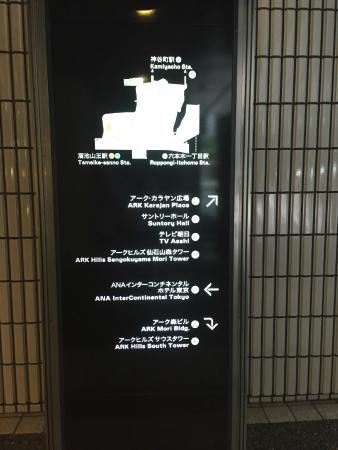 神谷町駅
Kamiyacho Sta.
溜池山王駅
Tameike-sanno Sta.
六本木一丁目駅
Roppongi-itchome Sta.
アーク・カラヤン広場
ARK Karajan Place
サントリーホール
Suntory Hall
テレビ朝日
TV Asahi
アークヒルズ 仙石山森タワー
ARK Hills Sengokuyama Mori Tower
ANAインターコンチネンタル
ホテル東京
ANA InterContinental Tokyo
アーク森ビル
ARK Mori Bldg.
アークヒルズ サウスタワー
ARK Hills South Tower